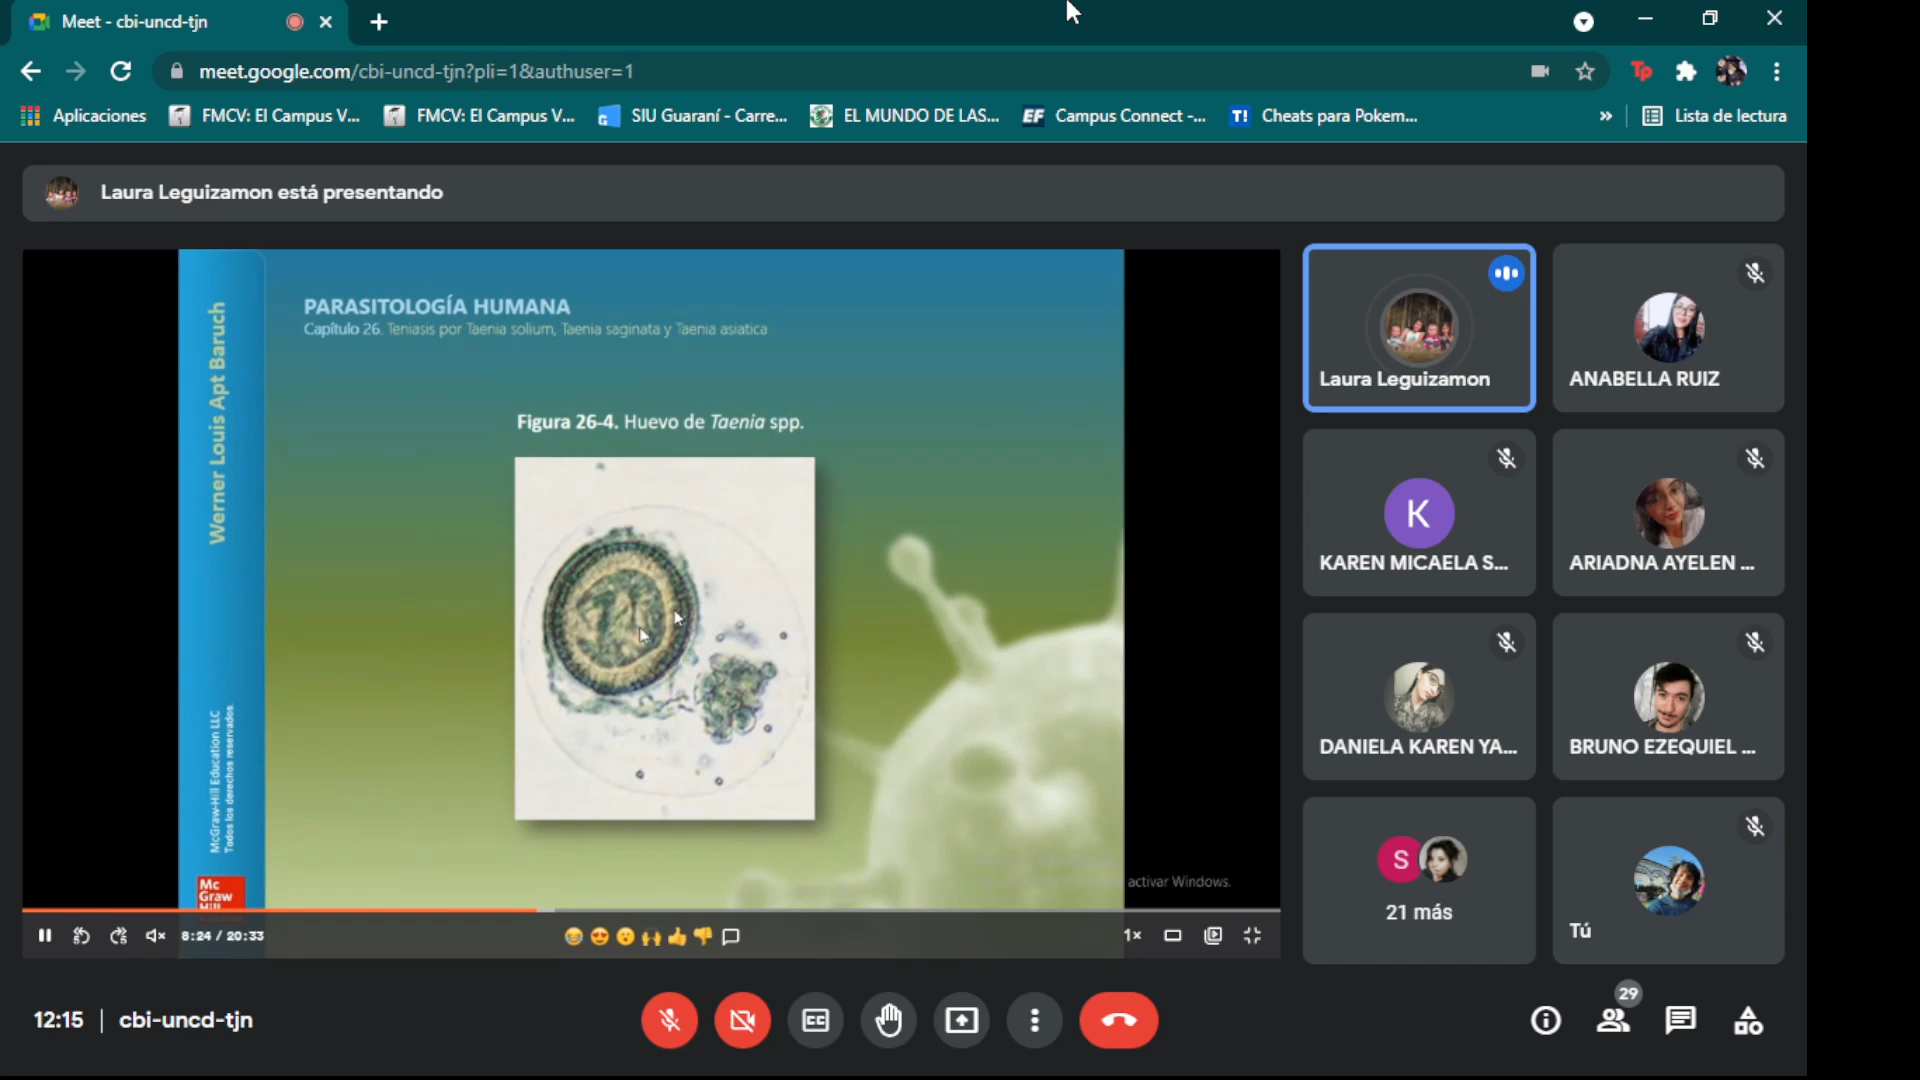 Meet - cbi-uncd-tjn
meet.google.com/cbi-uncd-tjn?pli=1&authuser=1
Tp
Aplicaciones
FMCV: El Campus V...
FMCV: El Campus V...
SIU Guaraní - Carre...
EL MUNDO DE LAS...
EF Campus Connect -...
T! Cheats para Pokem...
»
Lista de lectura
Laura Leguizamon está presentando
Werner Louis Apt Baruch
McGraw-Hill Education LLC
Todos los derechos reservados.
Mc
Graw
Hill
PARASITOLOGÍA HUMANA
Capítulo 26. Teniasis por Taenia solium, Taenia saginata y Taenia asiatica
Figura 26-4. Huevo de Taenia spp.
activar Windows.
8:24 / 20:33
1×
Laura Leguizamon
ANABELLA RUIZ
K
KAREN MICAELA S...
ARIADNA AYELEN ...
DANIELA KAREN YA...
BRUNO EZEQUIEL ...
S
21 más
Tú
12:15 | cbi-uncd-tjn
29